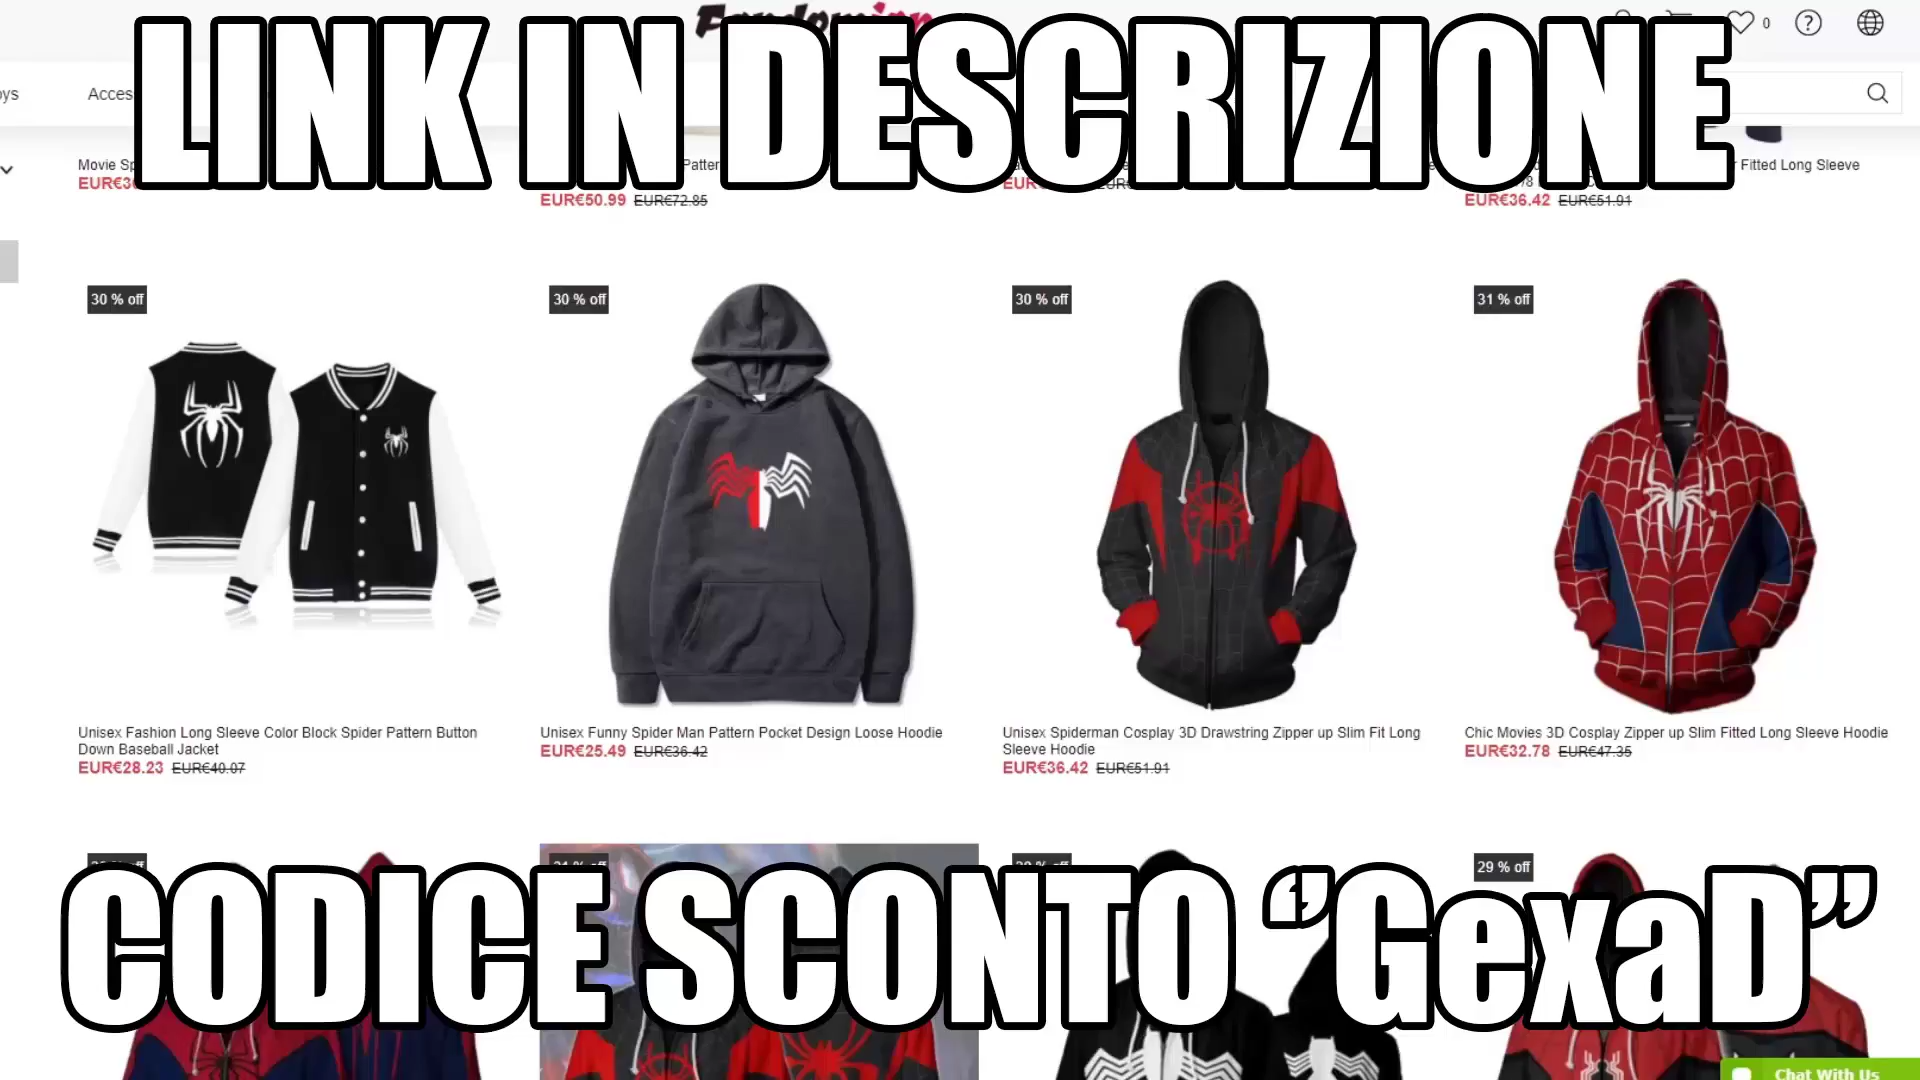 LINK IN DESCRIZIONE
0
?
oys
Acces
Movie Sp
EUR€3
Patter
EUR€50.99 EUR€72.85
EUR
r Fitted Long Sleeve
EUR€36.42 EUR€51.91
30 % off
30 % off
30 % off
31 % off
Unisex Fashion Long Sleeve Color Block Spider Pattern Button
Down Baseball Jacket
EUR€28.23 EUR€40.07
Unisex Funny Spider Man Pattern Pocket Design Loose Hoodie
EUR€25.49 EUR€36.42
Unisex Spiderman Cosplay 3D Drawstring Zipper up Slim Fit Long
Sleeve Hoodie
EUR€36.42 EUR€51.91
Chic Movies 3D Cosplay Zipper up Slim Fitted Long Sleeve Hoodie
EUR€32.78 EUR€47.35
29 % off
CODICE SCONTO “GexaD”
Chat With Us